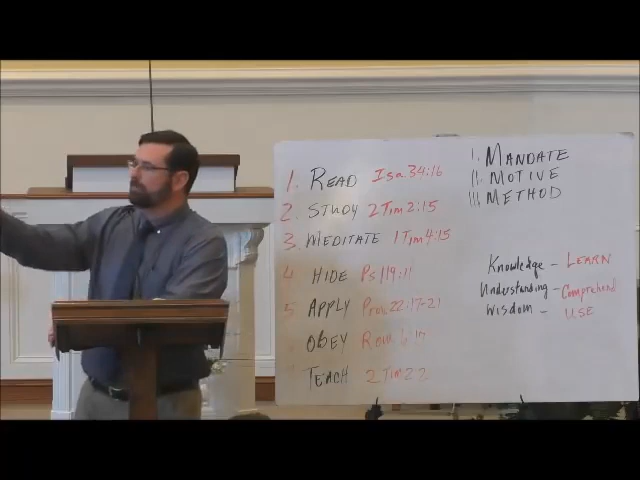 1. READ Isa. 34:16
2. STUDY 2 Tim 2:15
3. MEDITATE 1 Tim 4:15
4 HIDE Ps 119:11
5 APPLY Prov 22:17-21
OBEY Rom 6
TEACH 2 Tim 2 2
I. MANDATE
II. MOTIVE
III METHOD
Knowledge - LEARN
Understanding - Comprehend
Wisdom - USE